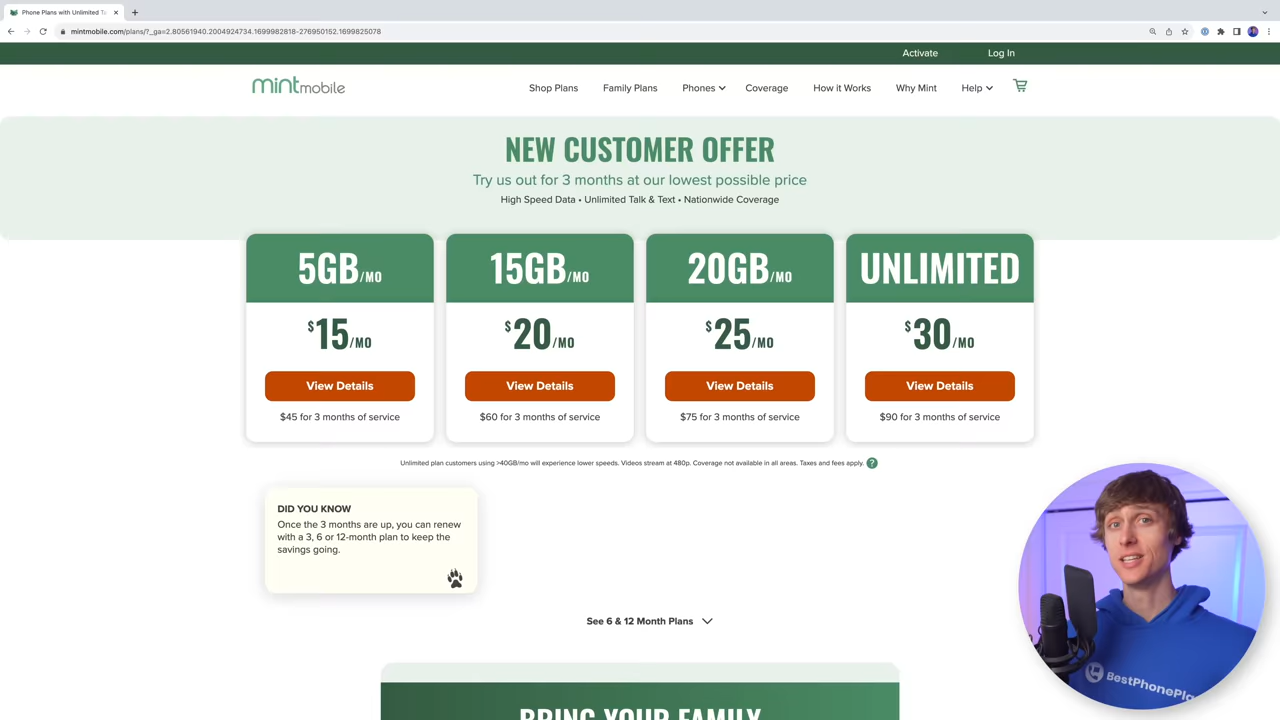 Phone Plans with Unlimited Ta
mintmobile.com/plans/?_ga=2.80561940.2004924734.1699982818-276950152.1699825078
Activate
Log In
mintmobile
Shop Plans
Family Plans
Phones
Coverage
How it Works
Why Mint
Help
NEW CUSTOMER OFFER
Try us out for 3 months at our lowest possible price
High Speed Data • Unlimited Talk & Text • Nationwide Coverage
5GB/MO
15GB/MO
20GB/MO
UNLIMITED
$15/MO
$20/MO
$25/MO
$30/MO
View Details
View Details
View Details
View Details
$45 for 3 months of service
$60 for 3 months of service
$75 for 3 months of service
$90 for 3 months of service
Unlimited plan customers using >40GB/mo will experience lower speeds. Videos stream at 480p. Coverage not available in all areas. Taxes and fees apply. ?
DID YOU KNOW
Once the 3 months are up, you can renew
with a 3, 6 or 12-month plan to keep the
savings going.
See 6 & 12 Month Plans
BestPhonePla
BRING YOUR FAMILY